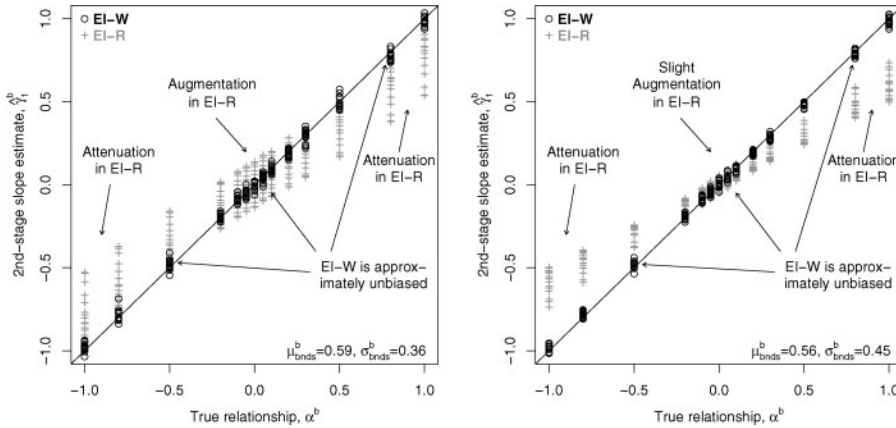 EI−W
EI−R
Augmentation
in EI−R
Attenuation
in EI−R
Attenuation
in EI−R
EI−W is approx−
imately unbiased
μᵇbnds=0.59, σᵇbnds=0.36
1.0
0.5
0.0
−0.5
−1.0
2nd−stage slope estimate, γ̂₁ᵇ
−1.0 −0.5 0.0 0.5 1.0
True relationship, αᵇ
EI−W
EI−R
Slight
Augmentation
in EI−R
Attenuation
in EI−R
Attenuation
in EI−R
EI−W is approx−
imately unbiased
μᵇbnds=0.56, σᵇbnds=0.45
1.0
0.5
0.0
−0.5
−1.0
2nd−stage slope estimate, γ̂₁ᵇ
−1.0 −0.5 0.0 0.5 1.0
True relationship, αᵇ